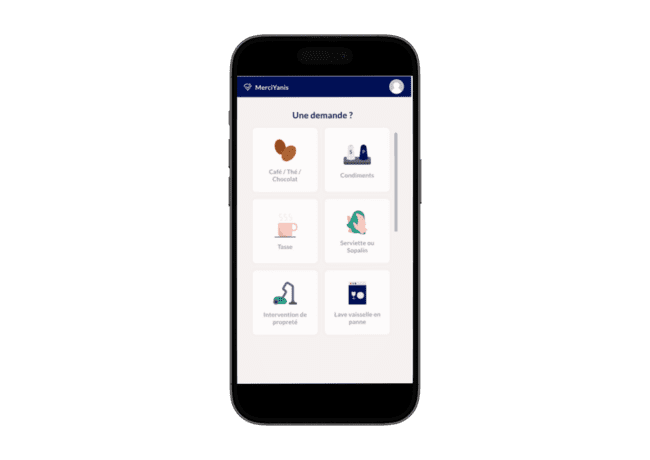 MerciYanis
Une demande ?
Café / Thé /
Chocolat
Condiments
Tasse
Serviette ou
Sopalin
Intervention de
propreté
Lave vaisselle en
panne